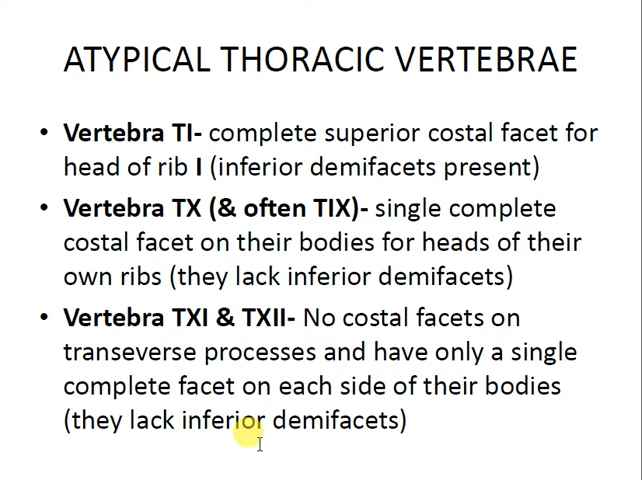 ATYPICAL THORACIC VERTEBRAE
• Vertebra TI- complete superior costal facet for
head of rib I (inferior demifacets present)
• Vertebra TX (& often TIX)- single complete
costal facet on their bodies for heads of their
own ribs (they lack inferior demifacets)
• Vertebra TXI & TXII- No costal facets on
transeverse processes and have only a single
complete facet on each side of their bodies
(they lack inferior demifacets)